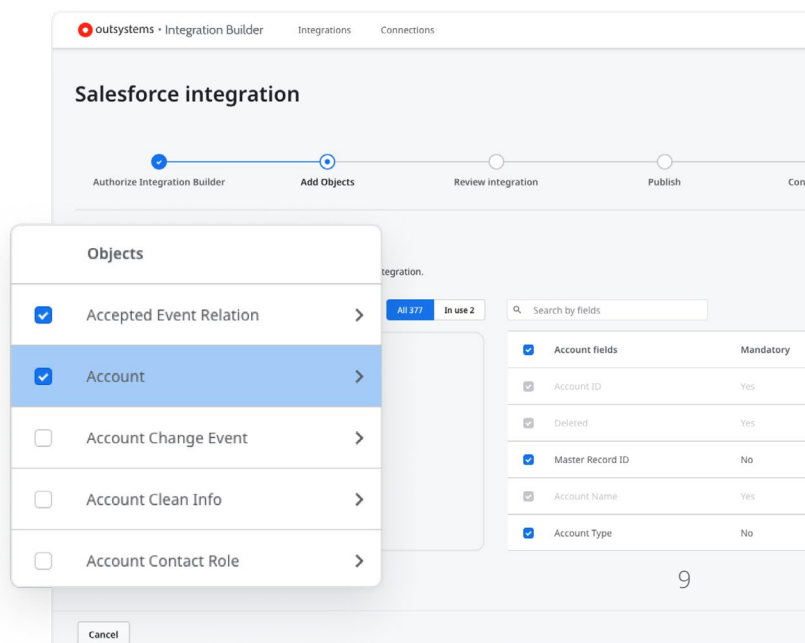 outsystems • Integration Builder Integrations Connections
Salesforce integration
Authorize Integration Builder Add Objects Review integration Publish Con
Objects
tegration.
Accepted Event Relation
Account
Account Change Event
Account Clean Info
Account Contact Role
All 377 In use 2 Search by fields
Account fields Mandatory
Account ID Yes
Deleted Yes
Master Record ID No
Account Name Yes
Account Type No
9
Cancel